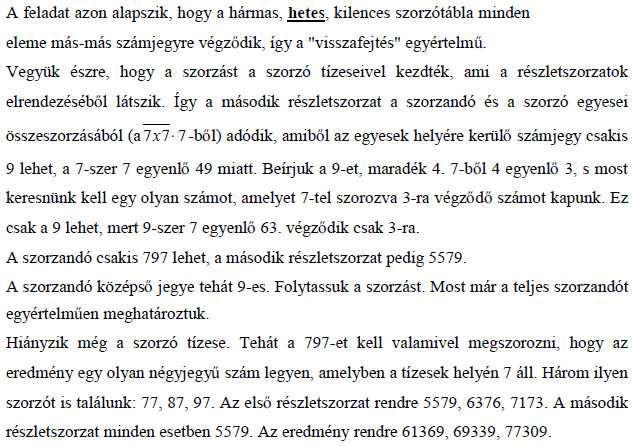 A feladat azon alapszik, hogy a hármas, hetes, kilences szorzótábla minden
eleme más-más számjegyre végződik, így a "visszafejtés" egyértelmű.
Vegyük észre, hogy a szorzást a szorzó tízeseivel kezdték, ami a részletszorzatok
elrendezéséből látszik. Így a második részletszorzat a szorzandó és a szorzó egyesei
összeszorzásából (a 7x7 · 7 -ből) adódik, amiből az egyesek helyére kerülő számjegy csakis
9 lehet, a 7-szer 7 egyenlő 49 miatt. Beírjuk a 9-et, maradék 4. 7-ből 4 egyenlő 3, s most
keresnünk kell egy olyan számot, amelyet 7-tel szorozva 3-ra végződő számot kapunk. Ez
csak a 9 lehet, mert 9-szer 7 egyenlő 63. végződik csak 3-ra.
A szorzandó csakis 797 lehet, a második részletszorzat pedig 5579.
A szorzandó középső jegye tehát 9-es. Folytassuk a szorzást. Most már a teljes szorzandót
egyértelműen meghatároztuk.
Hiányzik még a szorzó tízese. Tehát a 797-et kell valamivel megszorozni, hogy az
eredmény egy olyan négyjegyű szám legyen, amelyben a tízesek helyén 7 áll. Három ilyen
szorzót is találunk: 77, 87, 97. Az első részletszorzat rendre 5579, 6376, 7173. A második
részletszorzat minden esetben 5579. Az eredmény rendre 61369, 69339, 77309.